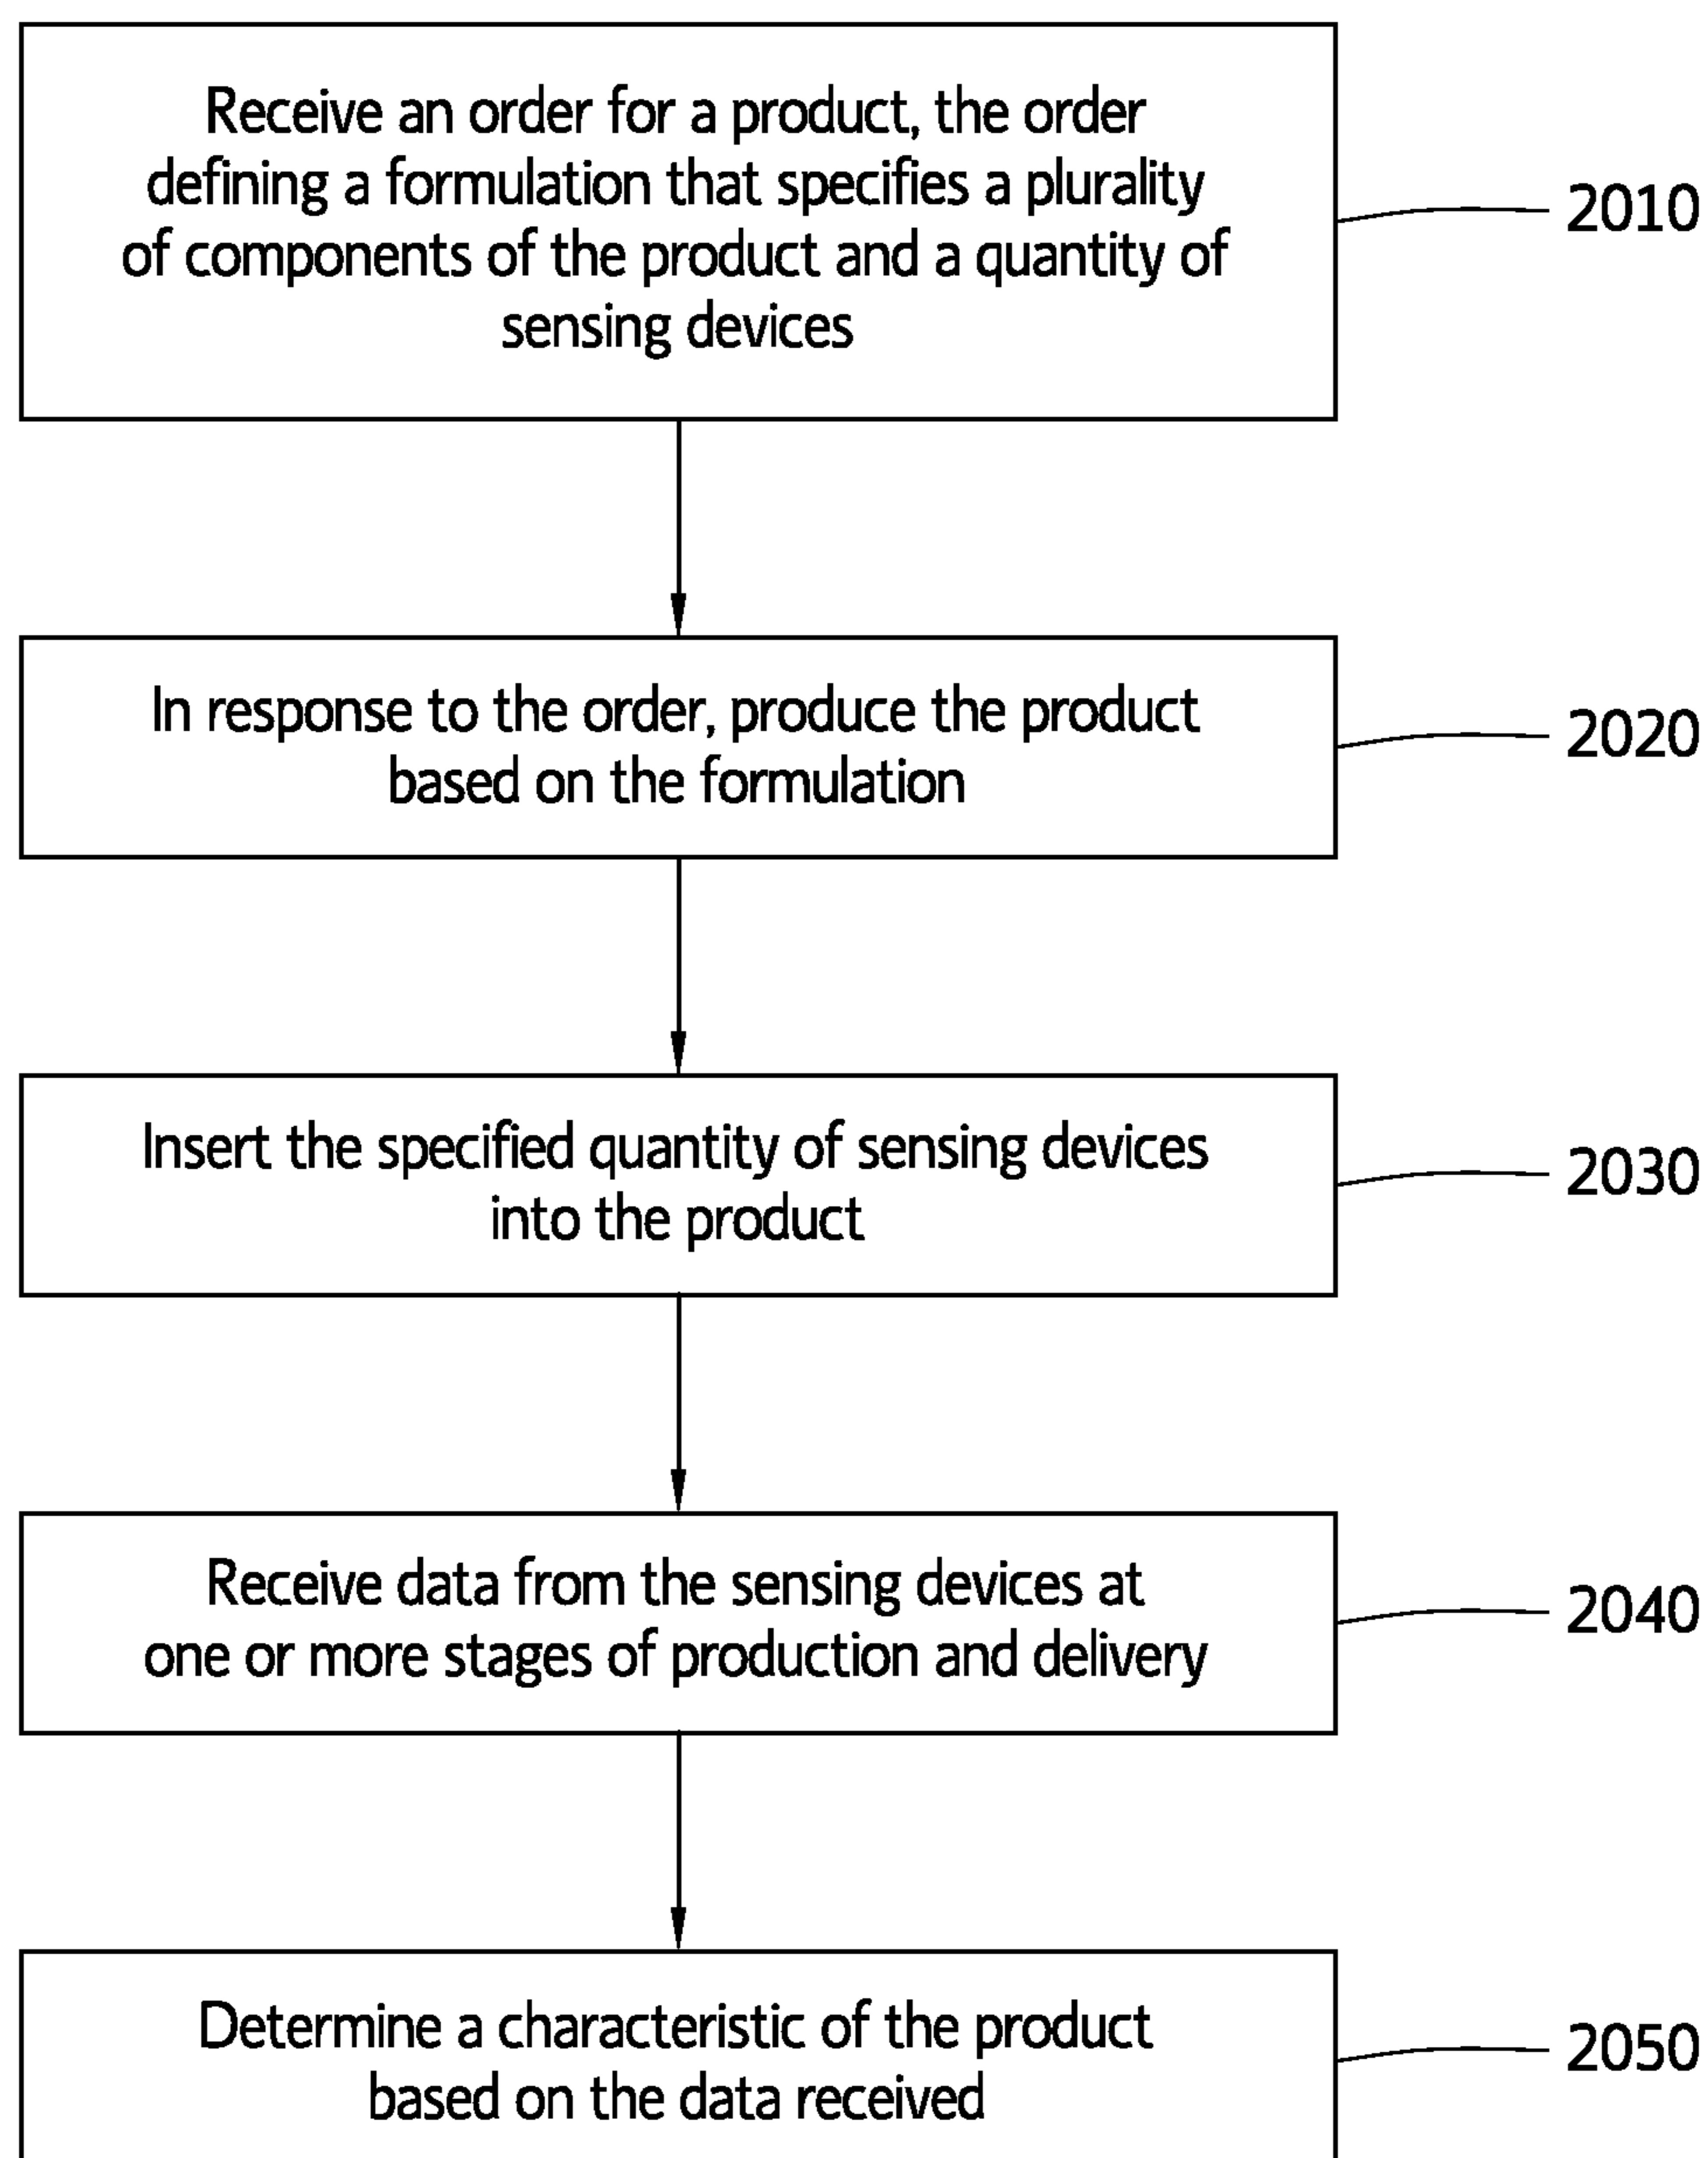 Receive an order for a product, the order
defining a formulation that specifies a plurality
of components of the product and a quantity of
sensing devices
2010
In response to the order, produce the product
based on the formulation
2020
Insert the specified quantity of sensing devices
into the product
2030
Receive data from the sensing devices at
one or more stages of production and delivery
2040
Determine a characteristic of the product
based on the data received
2050